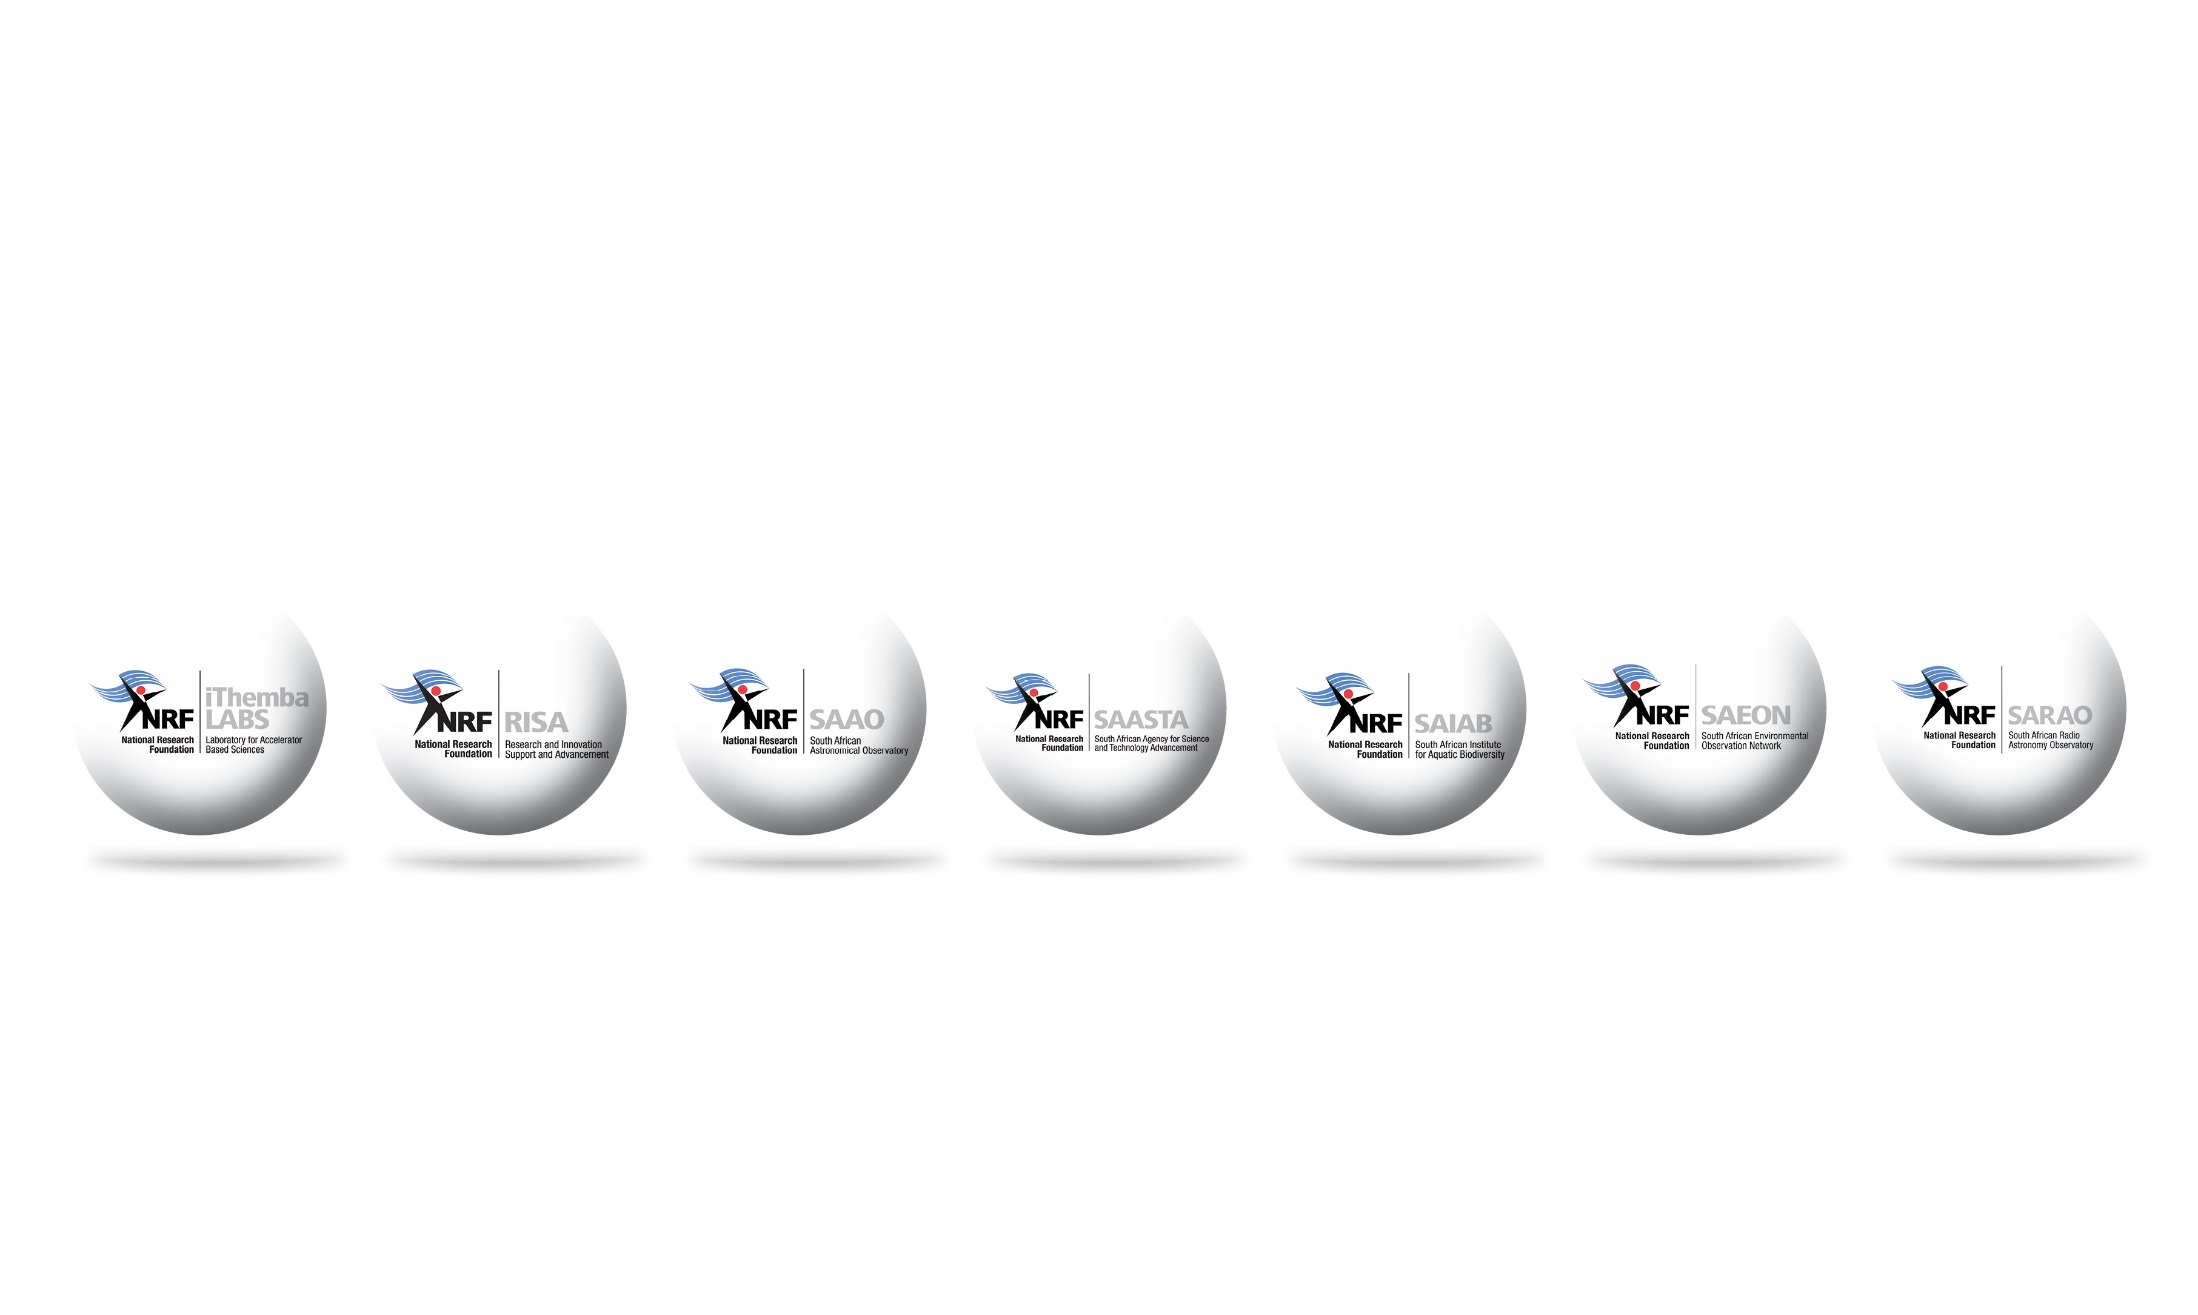 NRF
National Research
Foundation
iThemba
LABS
Laboratory for Accelerator
Based Sciences
NRF
National Research
Foundation
RISA
Research and Innovation
Support and Advancement
NRF
National Research
Foundation
SAAO
South African
Astronomical Observatory
NRF
National Research
Foundation
SAASTA
South African Agency for Science
and Technology Advancement
NRF
National Research
Foundation
SAIAB
South African Institute
for Aquatic Biodiversity
NRF
National Research
Foundation
SAEON
South African Environmental
Observation Network
NRF
National Research
Foundation
SARAO
South African Radio
Astronomy Observatory